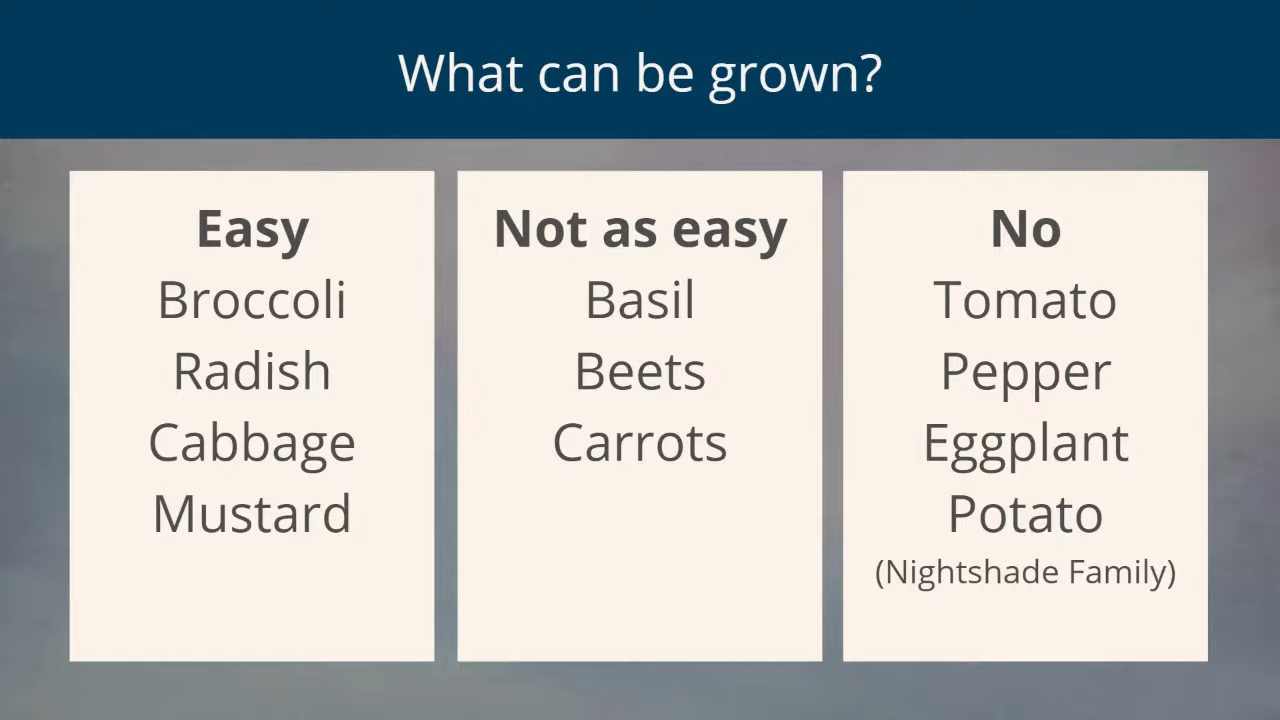 What can be grown?
Easy
Broccoli
Radish
Cabbage
Mustard
Not as easy
Basil
Beets
Carrots
No
Tomato
Pepper
Eggplant
Potato
(Nightshade Family)